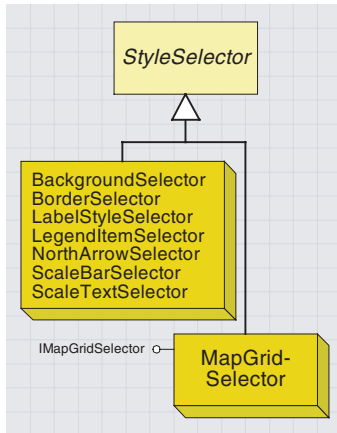 StyleSelector
BackgroundSelector
BorderSelector
LabelStyleSelector
LegendItemSelector
NorthArrowSelector
ScaleBarSelector
ScaleTextSelector
IMapGridSelector
MapGrid-
Selector